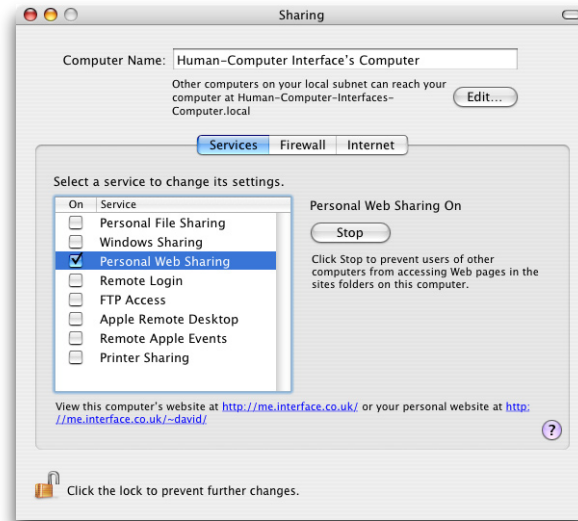 Sharing
Computer Name: Human-Computer Interface's Computer
Other computers on your local subnet can reach your
computer at Human-Computer-Interfaces-
Computer.local
Edit...
Services Firewall Internet
Select a service to change its settings.
On Service
Personal File Sharing
Windows Sharing
Personal Web Sharing
Remote Login
FTP Access
Apple Remote Desktop
Remote Apple Events
Printer Sharing
Personal Web Sharing On
Stop
Click Stop to prevent users of other
computers from accessing Web pages in the
sites folders on this computer.
View this computer's website at http://me.interface.co.uk/ or your personal website at http:
//me.interface.co.uk/~david/
?
Click the lock to prevent further changes.